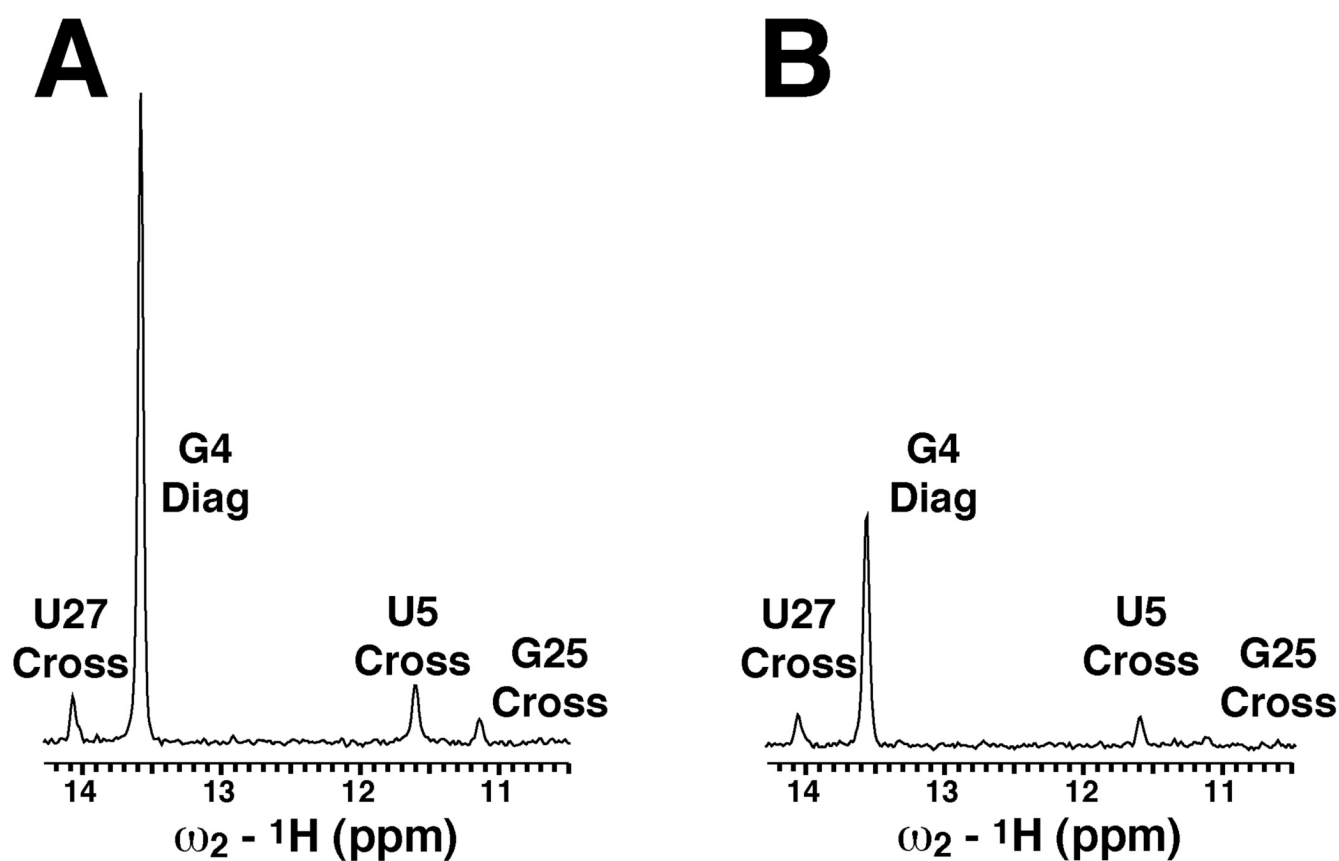 A
B
G4
Diag
U27
Cross
U5
Cross
G25
Cross
14
13
12
11
ω2 - 1H (ppm)
G4
Diag
U27
Cross
U5
Cross
G25
Cross
14
13
12
11
ω2 - 1H (ppm)